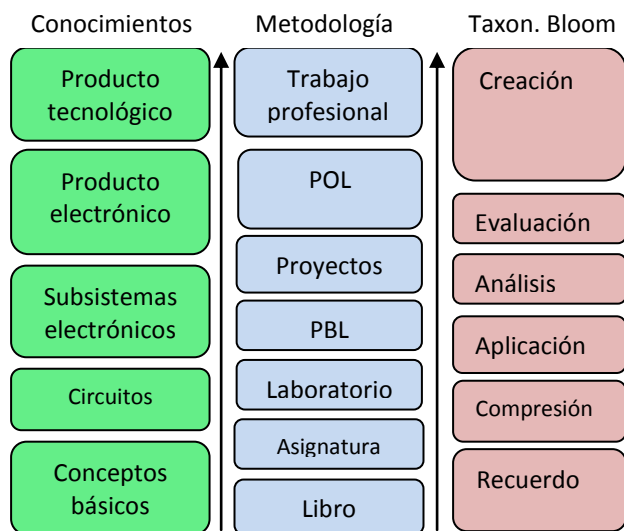 Conocimientos
Producto
tecnológico
Producto
electrónico
Subsistemas
electrónicos
Circuitos
Conceptos
básicos
Metodología
Trabajo
profesional
POL
Proyectos
PBL
Laboratorio
Asignatura
Libro
Taxon. Bloom
Creación
Evaluación
Análisis
Aplicación
Compresión
Recuerdo